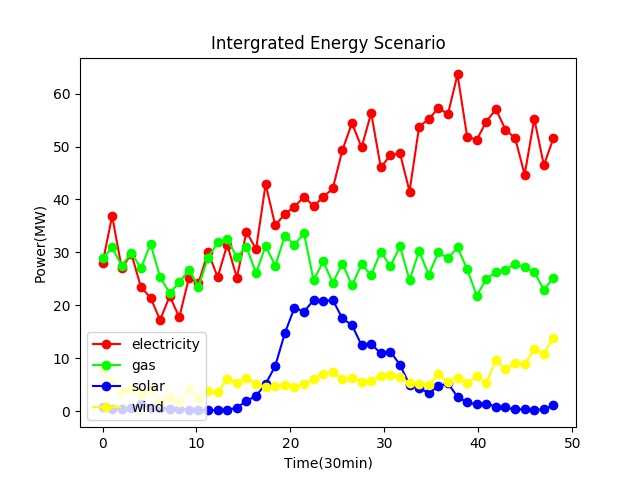 Intergrated Energy Scenario
Power(MW)
60
50
40
30
20
10
0
electricity
gas
solar
wind
0 10 20 30 40 50
Time(30min)